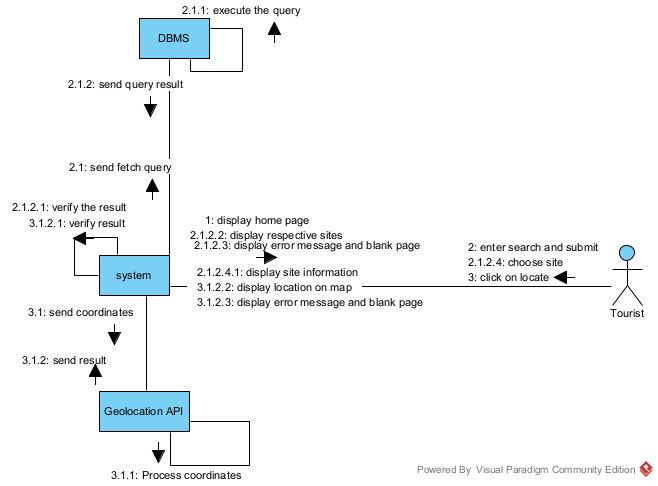 2.1.1: execute the query
DBMS
2.1.2: send query result
2.1: send fetch query
2.1.2.1: verify the result
3.1.2.1: verify result
1: display home page
2.1.2.2: display respective sites
2.1.2.3: display error message and blank page
2: enter search and submit
2.1.2.4: choose site
3: click on locate
system
2.1.2.4.1: display site information
3.1.2.2: display location on map
3.1.2.3: display error message and blank page
Tourist
3.1: send coordinates
3.1.2: send result
Geolocation API
3.1.1: Process coordinates
Powered By Visual Paradigm Community Edition